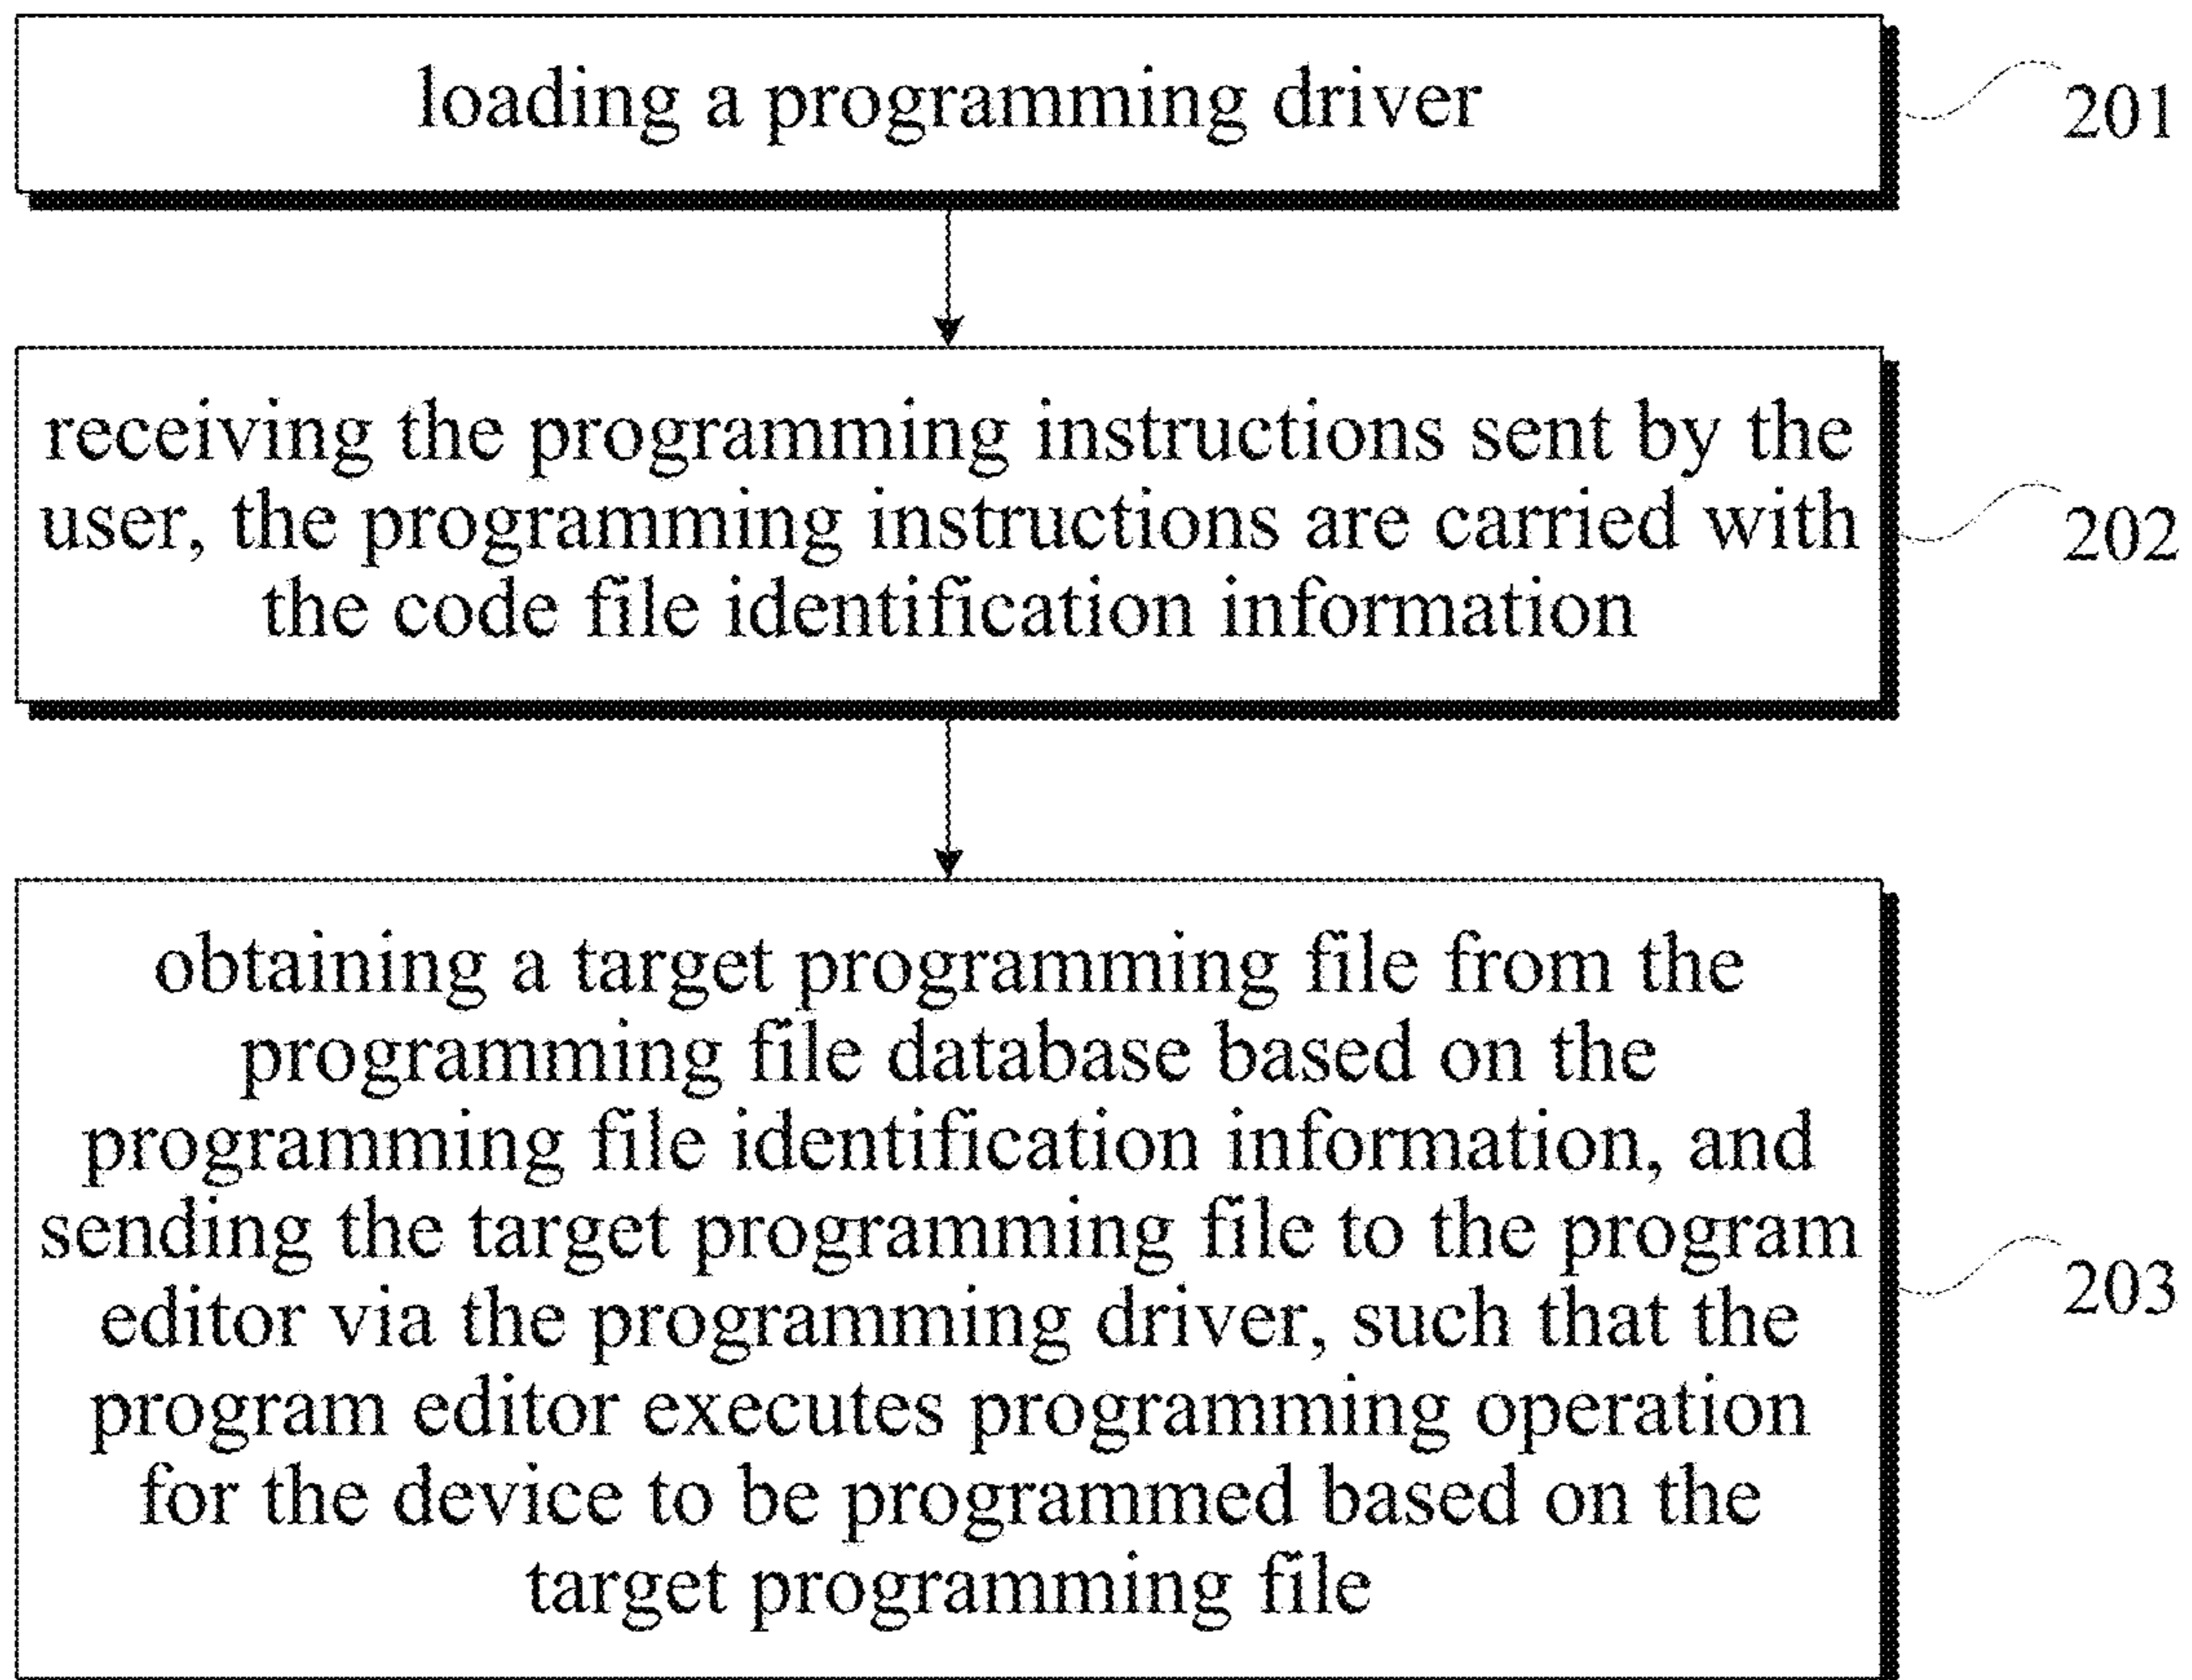 loading a programming driver
201
receiving the programming instructions sent by the
user, the programming instructions are carried with
the code file identification information
202
obtaining a target programming file from the
programming file database based on the
programming file identification information, and
sending the target programming file to the program
editor via the programming driver, such that the
program editor executes programming operation
for the device to be programmed based on the
target programming file
203